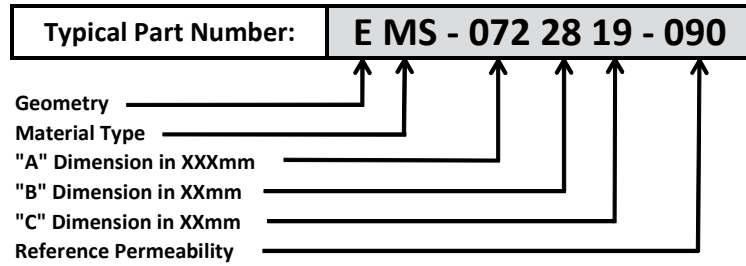 Typical Part Number: E MS - 072 28 19 - 090
Geometry
Material Type
"A" Dimension in XXXmm
"B" Dimension in XXmm
"C" Dimension in XXmm
Reference Permeability